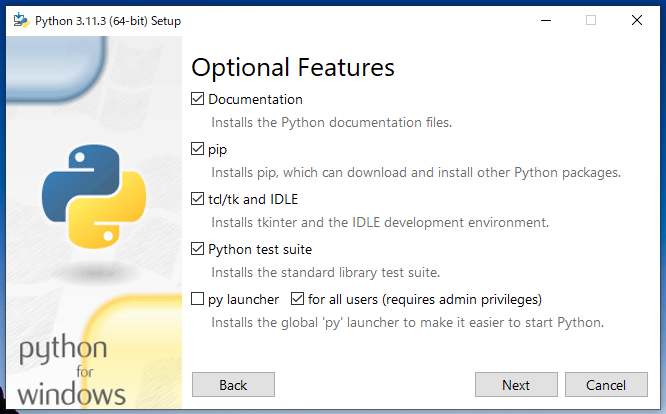 Python 3.11.3 (64-bit) Setup
Optional Features
Documentation
Installs the Python documentation files.
pip
Installs pip, which can download and install other Python packages.
tcl/tk and IDLE
Installs tkinter and the IDLE development environment.
Python test suite
Installs the standard library test suite.
py launcher for all users (requires admin privileges)
Installs the global 'py' launcher to make it easier to start Python.
python
for
windows
Back Next Cancel